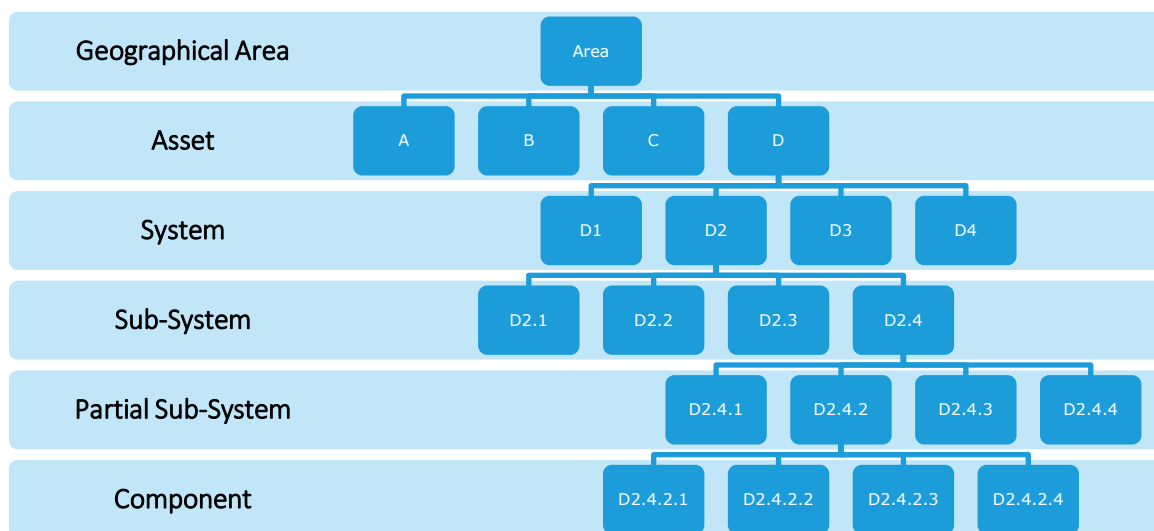 Geographical Area
Area
Asset
A B C D
System
D1 D2 D3 D4
Sub-System
D2.1 D2.2 D2.3 D2.4
Partial Sub-System
D2.4.1 D2.4.2 D2.4.3 D2.4.4
Component
D2.4.2.1 D2.4.2.2 D2.4.2.3 D2.4.2.4